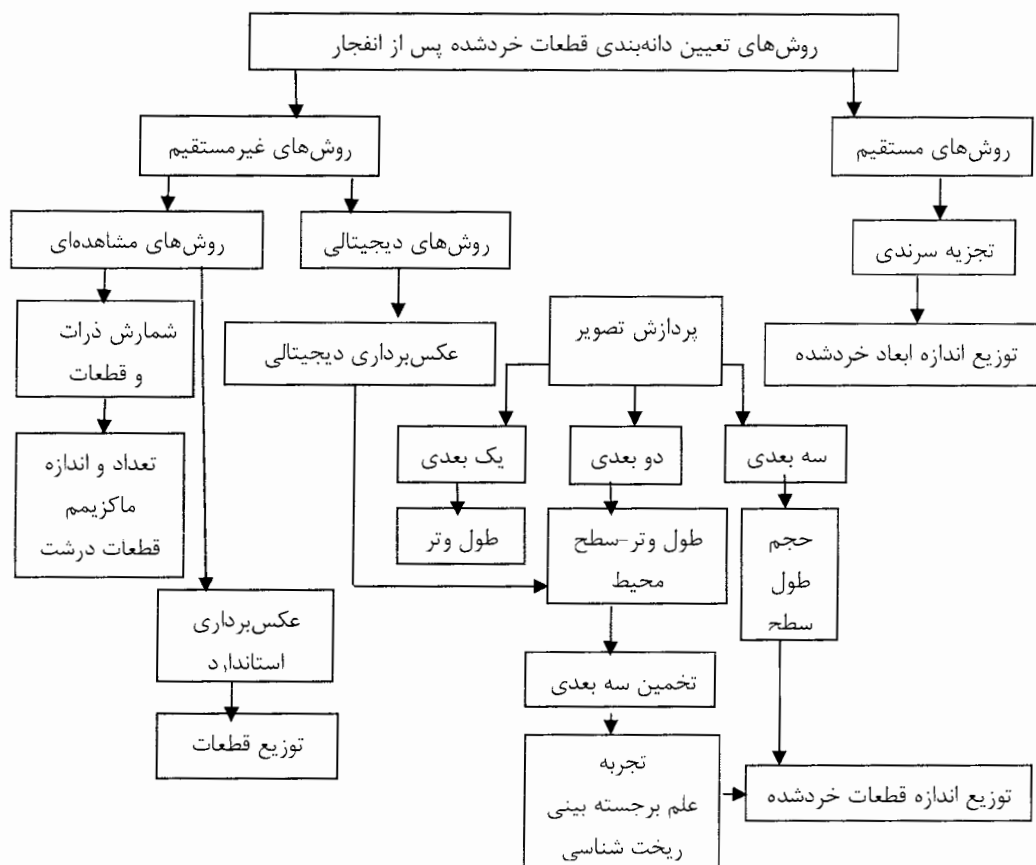 روش‌های تعیین دانه‌بندی قطعات خردشده پس از انفجار
روش‌های مستقیم
روش‌های غیرمستقیم
تجزیه سرندی
روش‌های دیجیتالی
روش‌های مشاهده‌ای
توزیع اندازه ابعاد خردشده
پردازش تصویر
عکس‌برداری دیجیتالی
شمارش ذرات
و قطعات
سه بعدی
دو بعدی
یک بعدی
تعداد و اندازه
ماکزیمم
قطعات درشت
حجم
طول
سطح
طول وتر-سطح
محیط
طول وتر
عکس‌برداری
استاندارد
تخمین سه بعدی
توزیع قطعات
تجربه
علم برجسته بینی
ریخت شناسی
توزیع اندازه قطعات خردشده